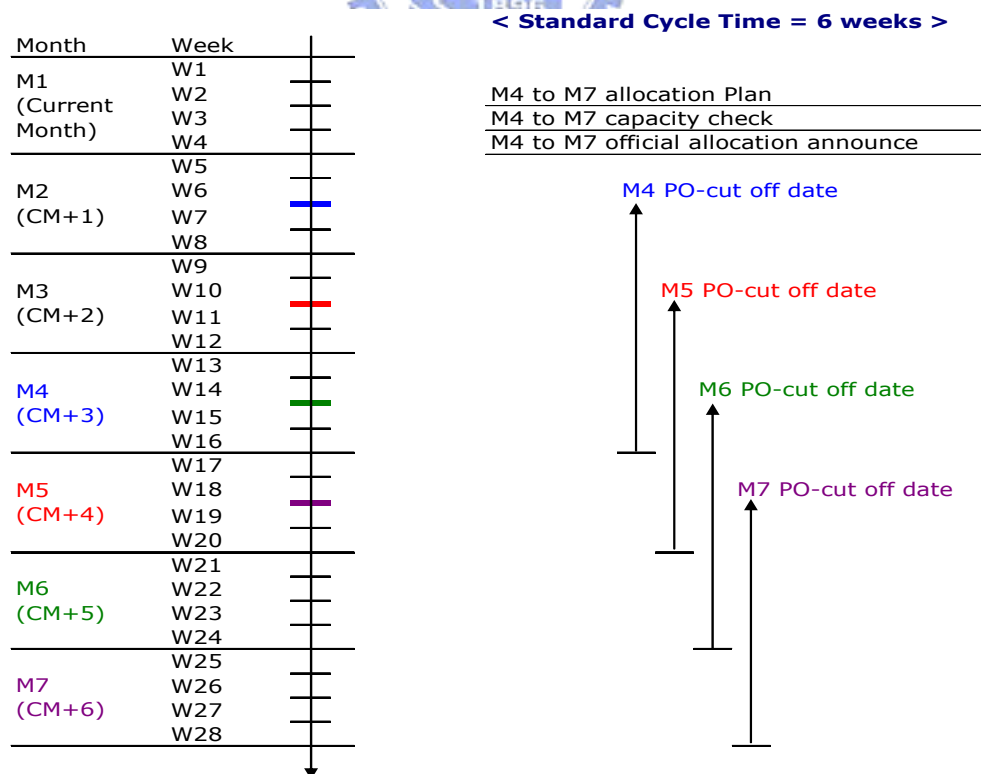 1896
< Standard Cycle Time = 6 weeks >
Month Week
M1
(Current
Month)
W1
W2
W3
W4
M4 to M7 allocation Plan
M4 to M7 capacity check
M4 to M7 official allocation announce
M2
(CM+1)
W5
W6
W7
W8
M4 PO-cut off date
M3
(CM+2)
W9
W10
W11
W12
M5 PO-cut off date
M4
(CM+3)
W13
W14
W15
W16
M6 PO-cut off date
M5
(CM+4)
W17
W18
W19
W20
M7 PO-cut off date
M6
(CM+5)
W21
W22
W23
W24
M7
(CM+6)
W25
W26
W27
W28